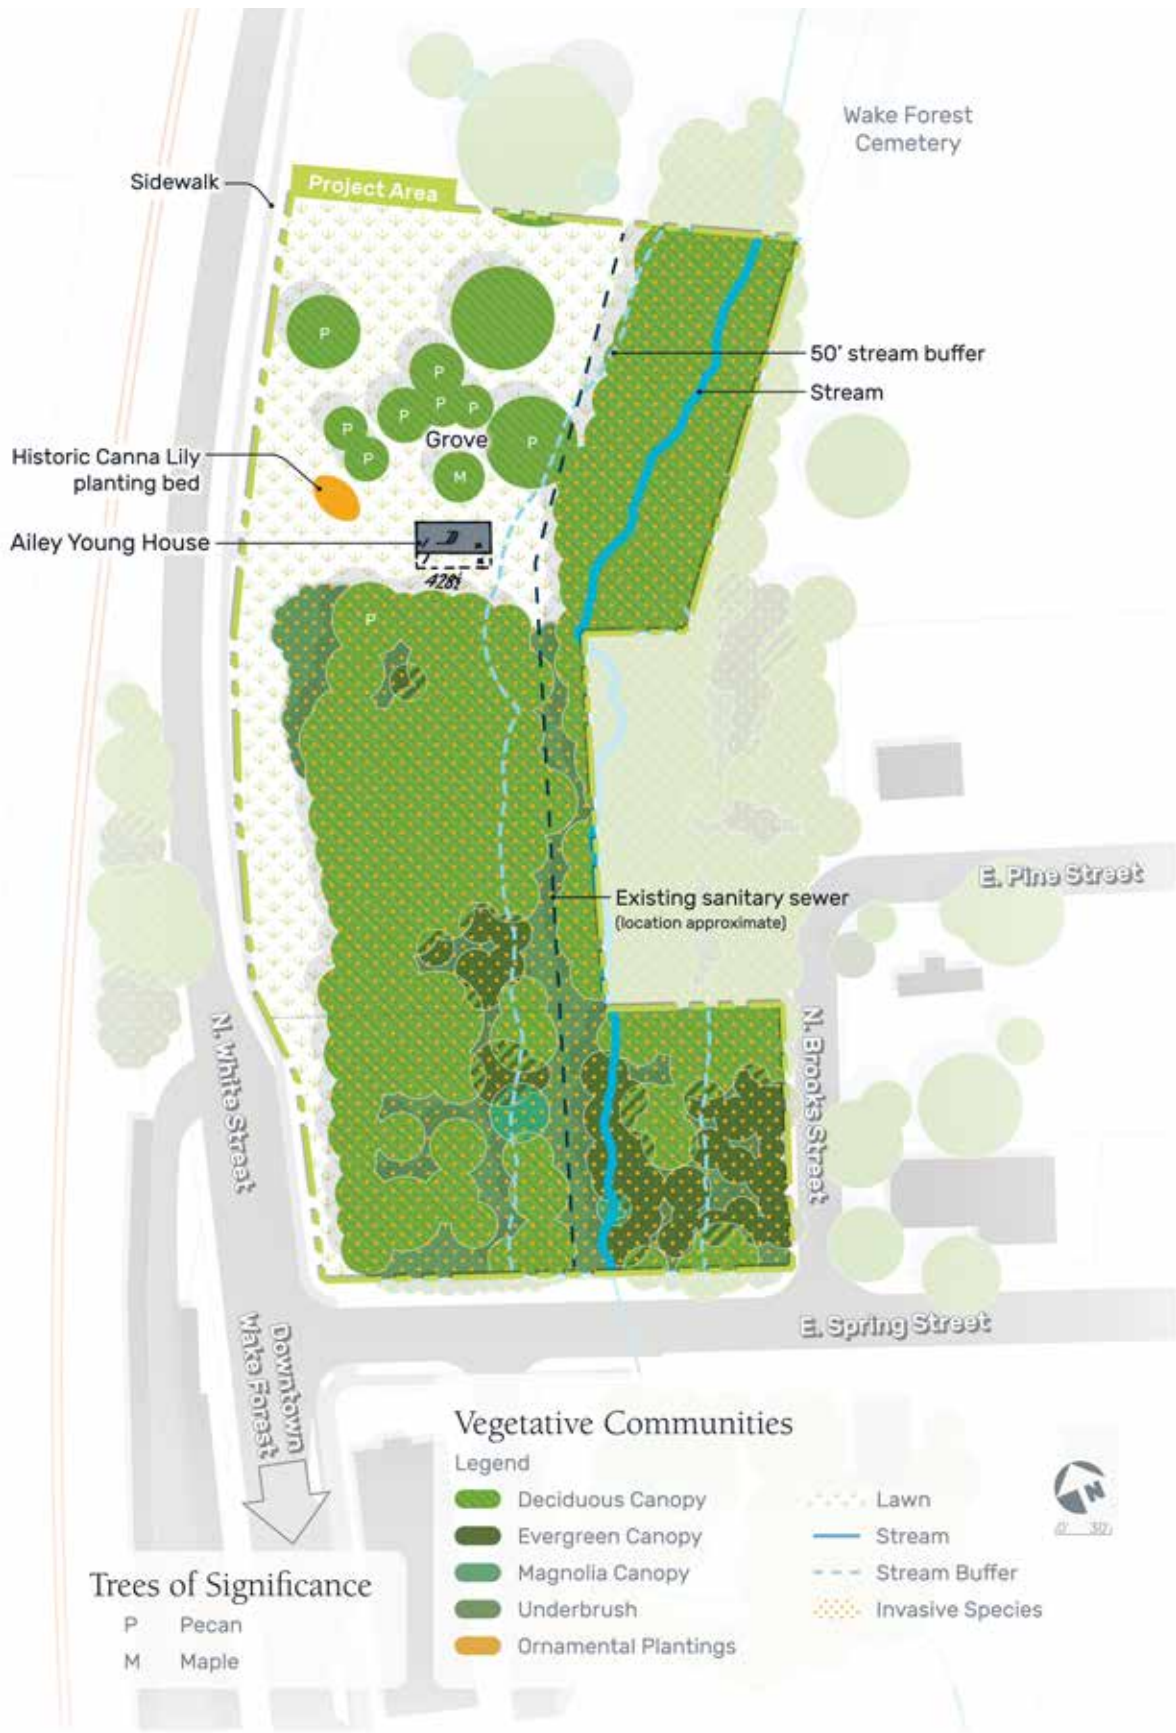 Wake Forest
Cemetery
Sidewalk
Project Area
P
50' stream buffer
Stream
P
P
P
P
P
Grove
P
P
M
Historic Canna Lily
planting bed
Ailey Young House
P
E. Pine Street
Existing sanitary sewer
(location approximate)
N. White Street
N. Brooks Street
E. Spring Street
Downtown
Wake Forest
Vegetative Communities
Legend
Deciduous Canopy
Evergreen Canopy
Magnolia Canopy
Underbrush
Ornamental Plantings
Lawn
Stream
Stream Buffer
Invasive Species
N
0' 30'
Trees of Significance
P Pecan
M Maple